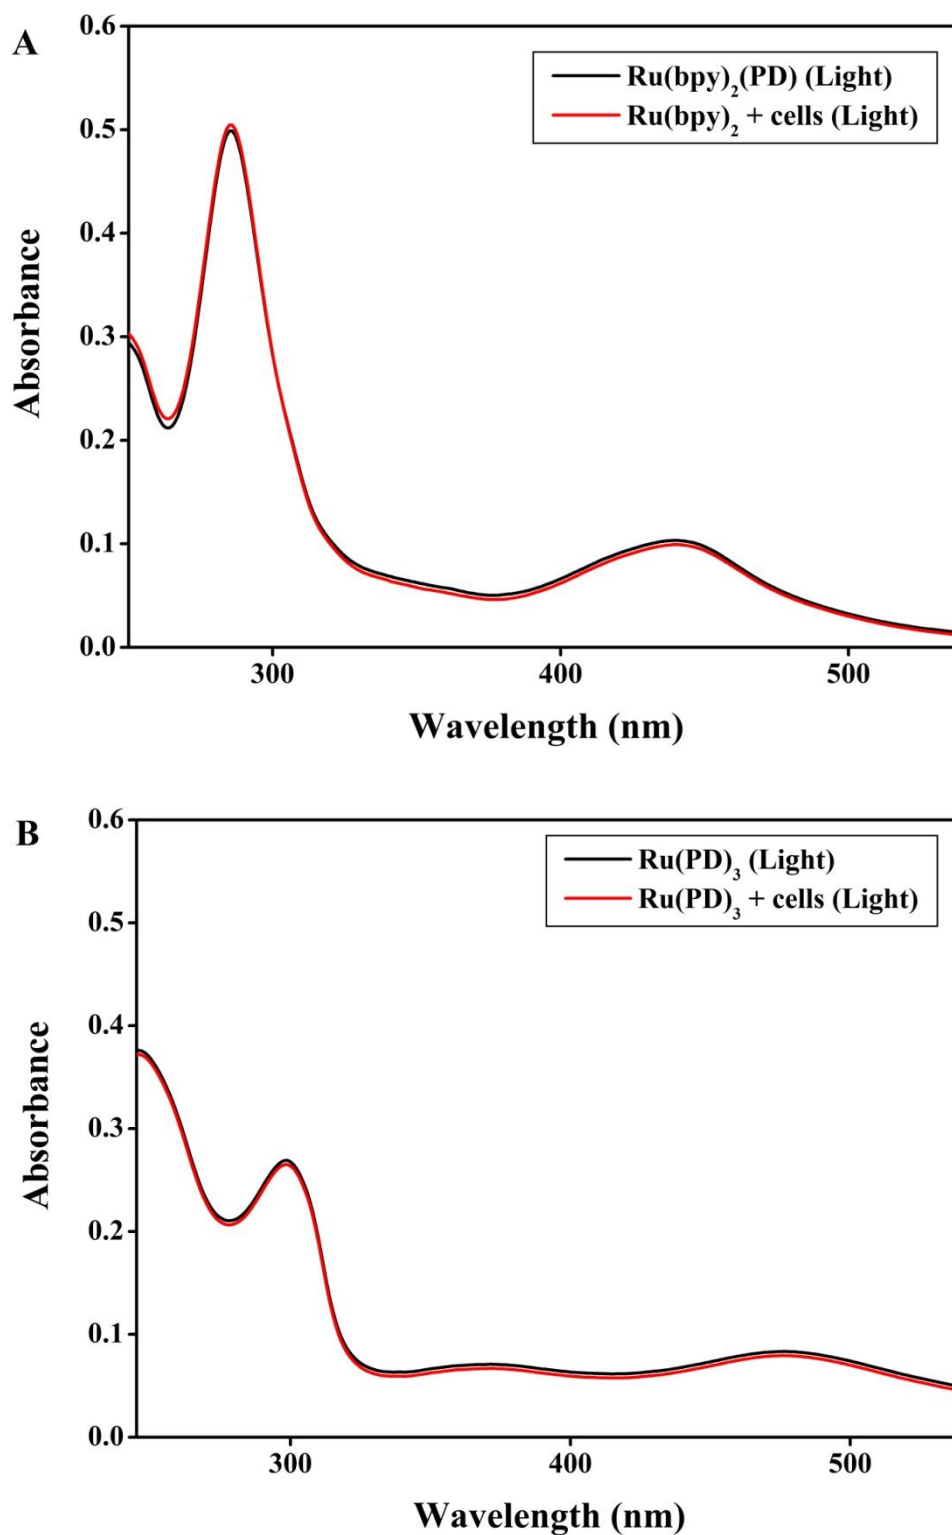 A
0.6
Ru(bpy)₂(PD) (Light)
Ru(bpy)₂ + cells (Light)
0.5
0.4
0.3
0.2
0.1
0.0
Absorbance
300 400 500
Wavelength (nm)
B
0.6
Ru(PD)₃ (Light)
Ru(PD)₃ + cells (Light)
0.5
0.4
0.3
0.2
0.1
0.0
Absorbance
300 400 500
Wavelength (nm)